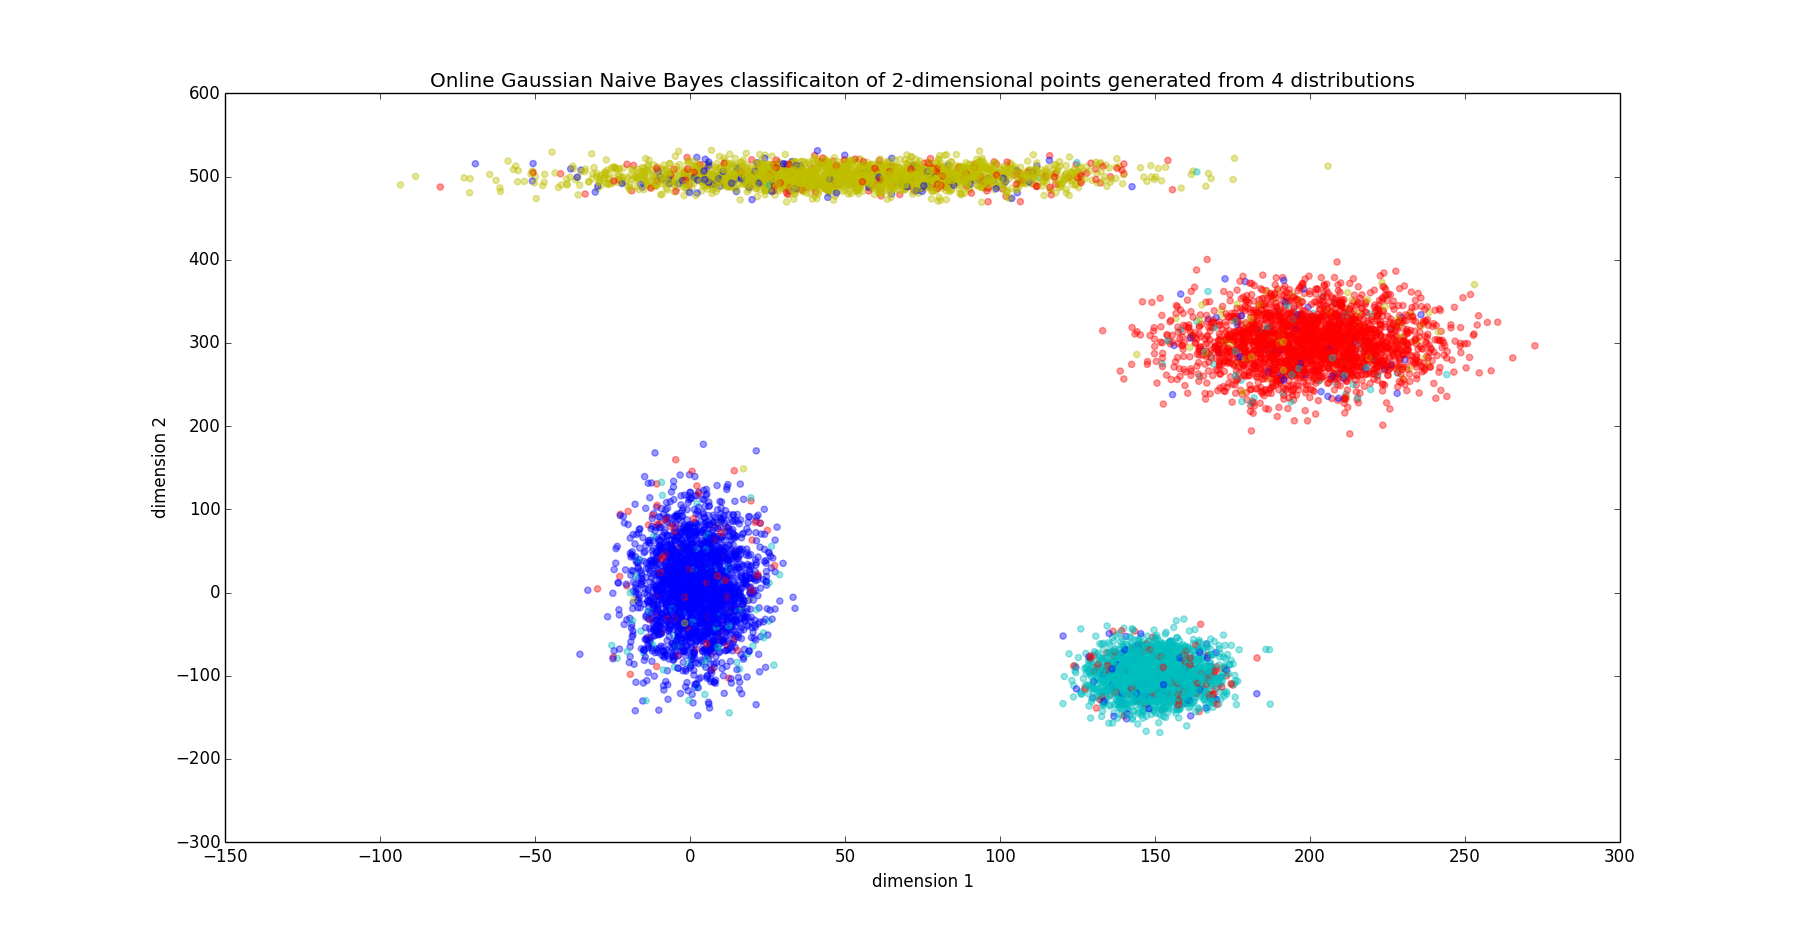 Online Gaussian Naive Bayes classificaiton of 2-dimensional points generated from 4 distributions
600
500
400
300
200
100
0
−100
−200
−300
dimension 2
−150 −100 −50 0 50 100 150 200 250 300
dimension 1